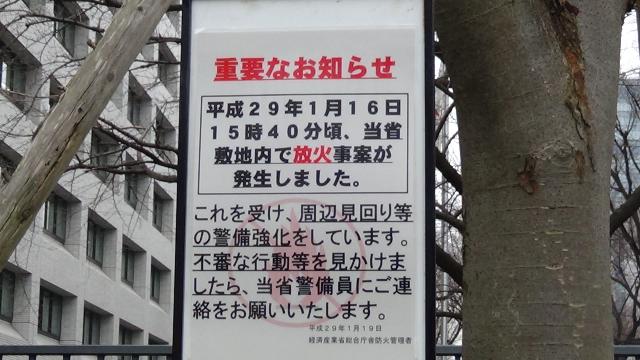 重要なお知らせ
平成29年1月16日
15時40分頃、当省
敷地内で放火事案が
発生しました。
これを受け、周辺見回り等
の警備強化をしています。
不審な行動等を見かけま
したら、当省警備員にご連
絡をお願いいたします。
平成29年1月19日
経済産業省総合庁舎防火管理者